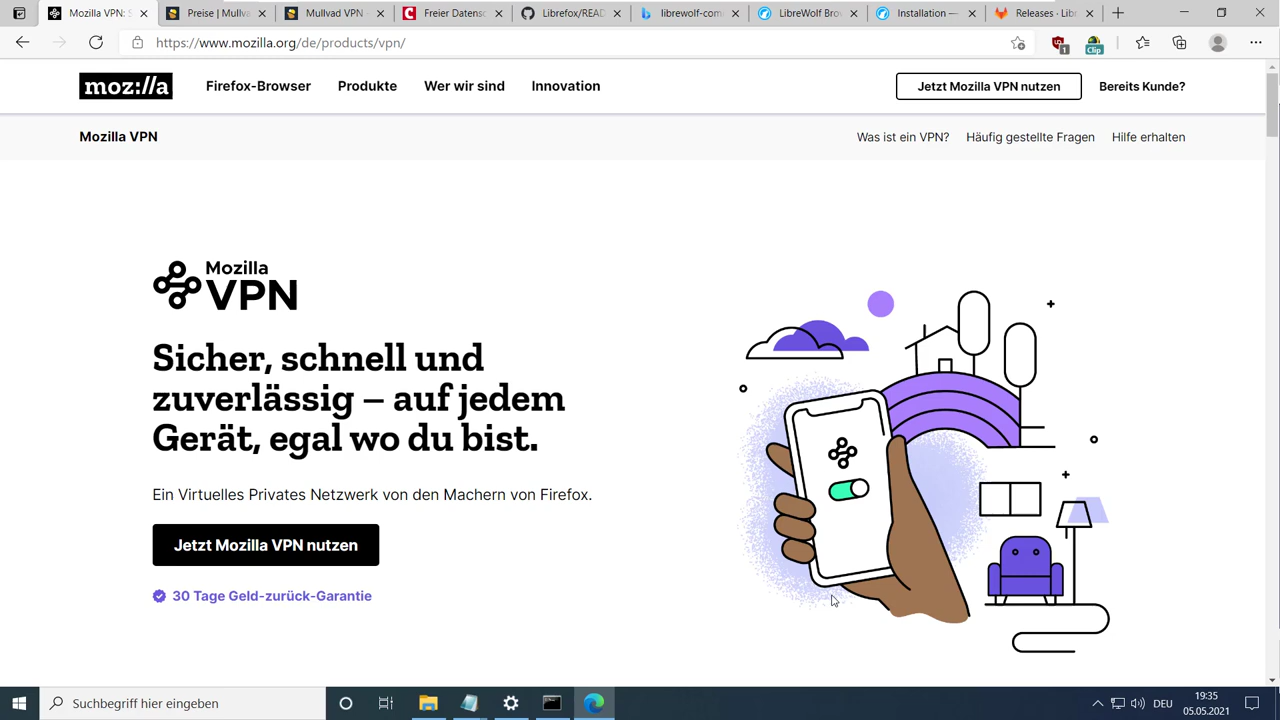 Mozilla VPN: S
Preise | Mullva
Mullvad VPN
Freier Datensc
Librefox/READ
librewolf-com
LibreWolf Bro
Installation —
Releases · Lib
https://www.mozilla.org/de/products/vpn/
1
Clip
moz://a
Firefox-Browser
Produkte
Wer wir sind
Innovation
Jetzt Mozilla VPN nutzen
Bereits Kunde?
Mozilla VPN
Was ist ein VPN?
Häufig gestellte Fragen
Hilfe erhalten
Mozilla
VPN
Sicher, schnell und
zuverlässig – auf jedem
Gerät, egal wo du bist.
Ein Virtuelles Privates Netzwerk von den Machern von Firefox.
Jetzt Mozilla VPN nutzen
30 Tage Geld-zurück-Garantie
Suchbegriff hier eingeben
DEU
19:35
05.05.2021